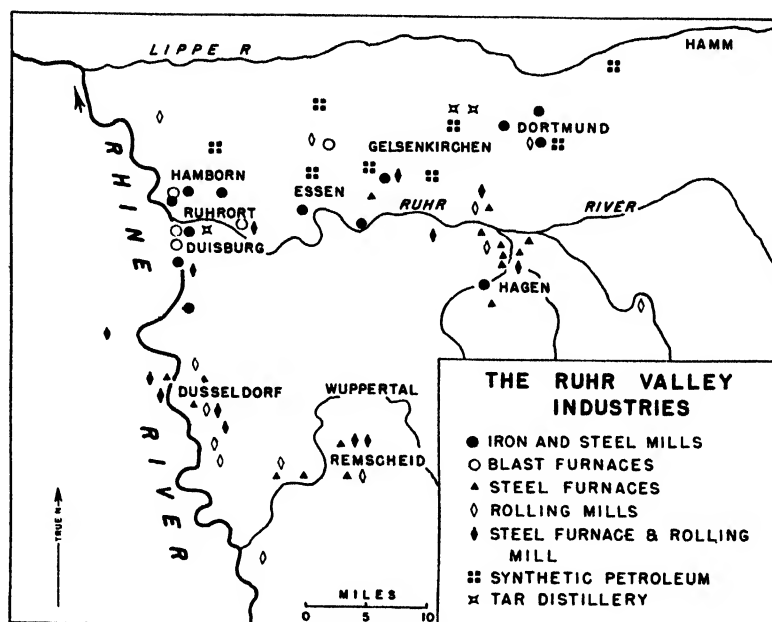 LIPPE R
HAMM
DORTMUND
GELSENKIRCHEN
HAMBORN
ESSEN
RUHR RIVER
RUHRORT
DUISBURG
HAGEN
RHINE RIVER
DUSSELDORF
WUPPERTAL
REMSCHEID
THE RUHR VALLEY
INDUSTRIES
IRON AND STEEL MILLS
BLAST FURNACES
STEEL FURNACES
ROLLING MILLS
STEEL FURNACE & ROLLING
MILL
SYNTHETIC PETROLEUM
TAR DISTILLERY
TRUE N
MILES
0 5 10